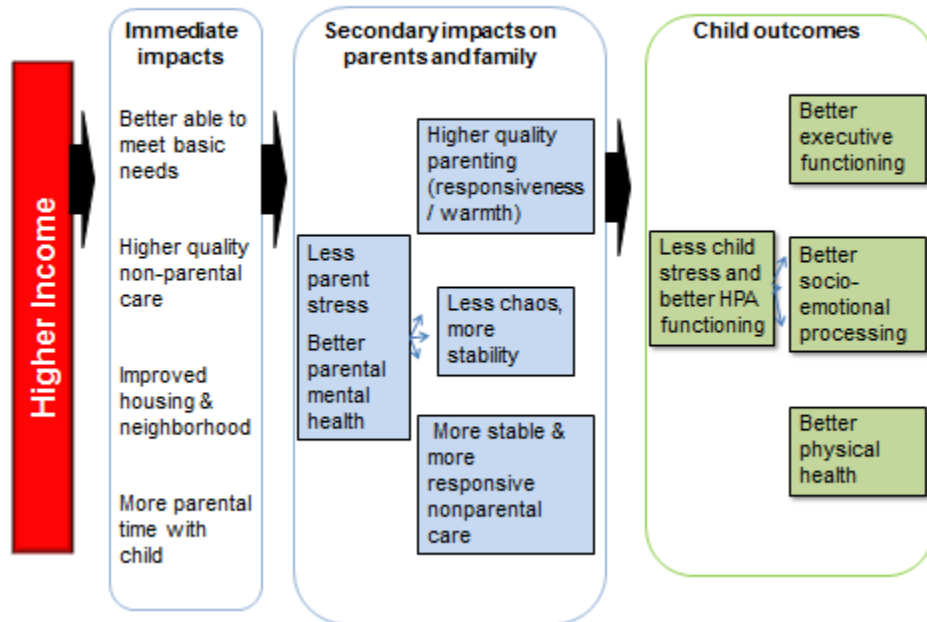 Higher Income
Immediate
impacts
Better able to
meet basic
needs
Higher quality
non-parental
care
Improved
housing &
neighborhood
More parental
time with
child
Secondary impacts on
parents and family
Less
parent
stress
Better
parental
mental
health
Higher quality
parenting
(responsiveness
/ warmth)
Less chaos,
more
stability
More stable &
more
responsive
nonparental
care
Child outcomes
Less child
stress and
better HPA
functioning
Better
executive
functioning
Better
socio-
emotional
processing
Better
physical
health